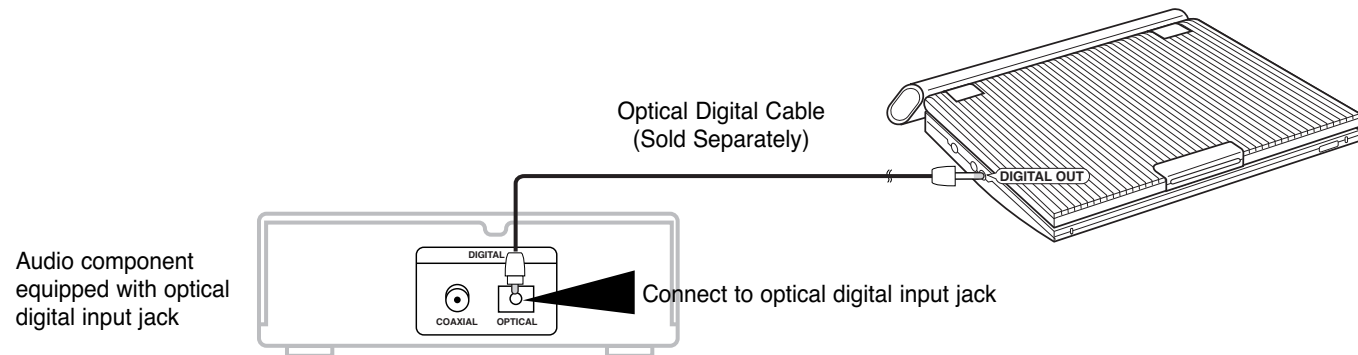 Optical Digital Cable
(Sold Separately)
DIGITAL OUT
Audio component
equipped with optical
digital input jack
DIGITAL
COAXIAL
OPTICAL
Connect to optical digital input jack